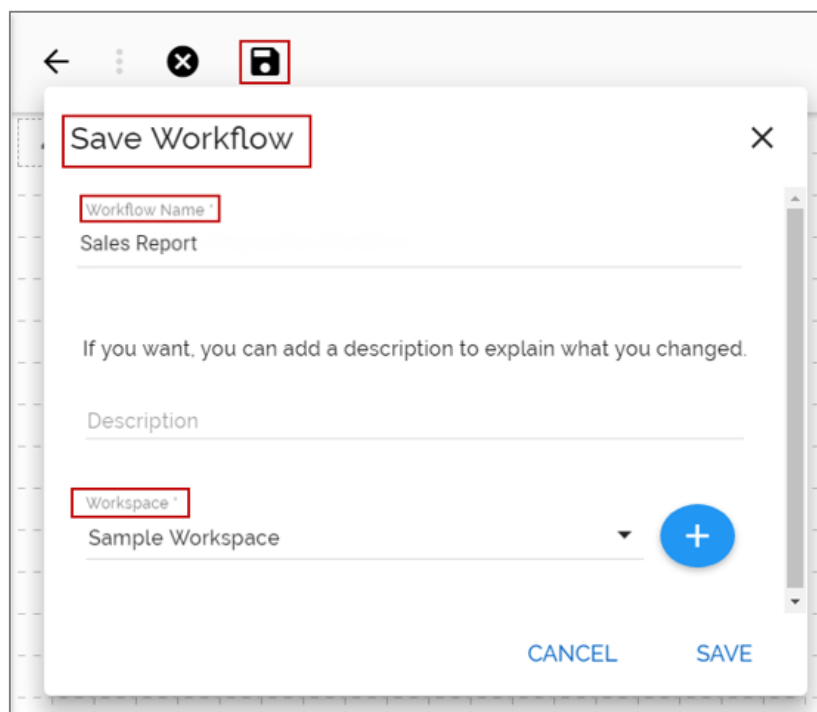 Save Workflow
Workflow Name *
Sales Report
If you want, you can add a description to explain what you changed.
Description
Workspace *
Sample Workspace
CANCEL SAVE